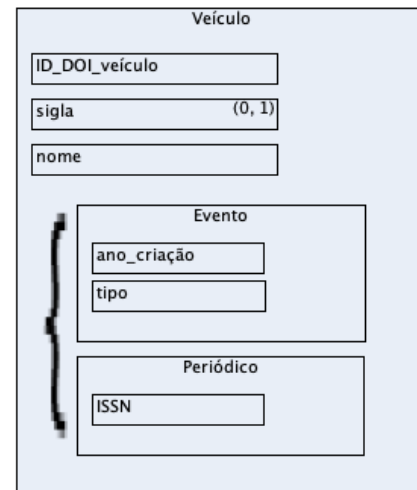 Veículo
ID_DOI_veículo
sigla (0, 1)
nome
Evento
ano_criação
tipo
Periódico
ISSN